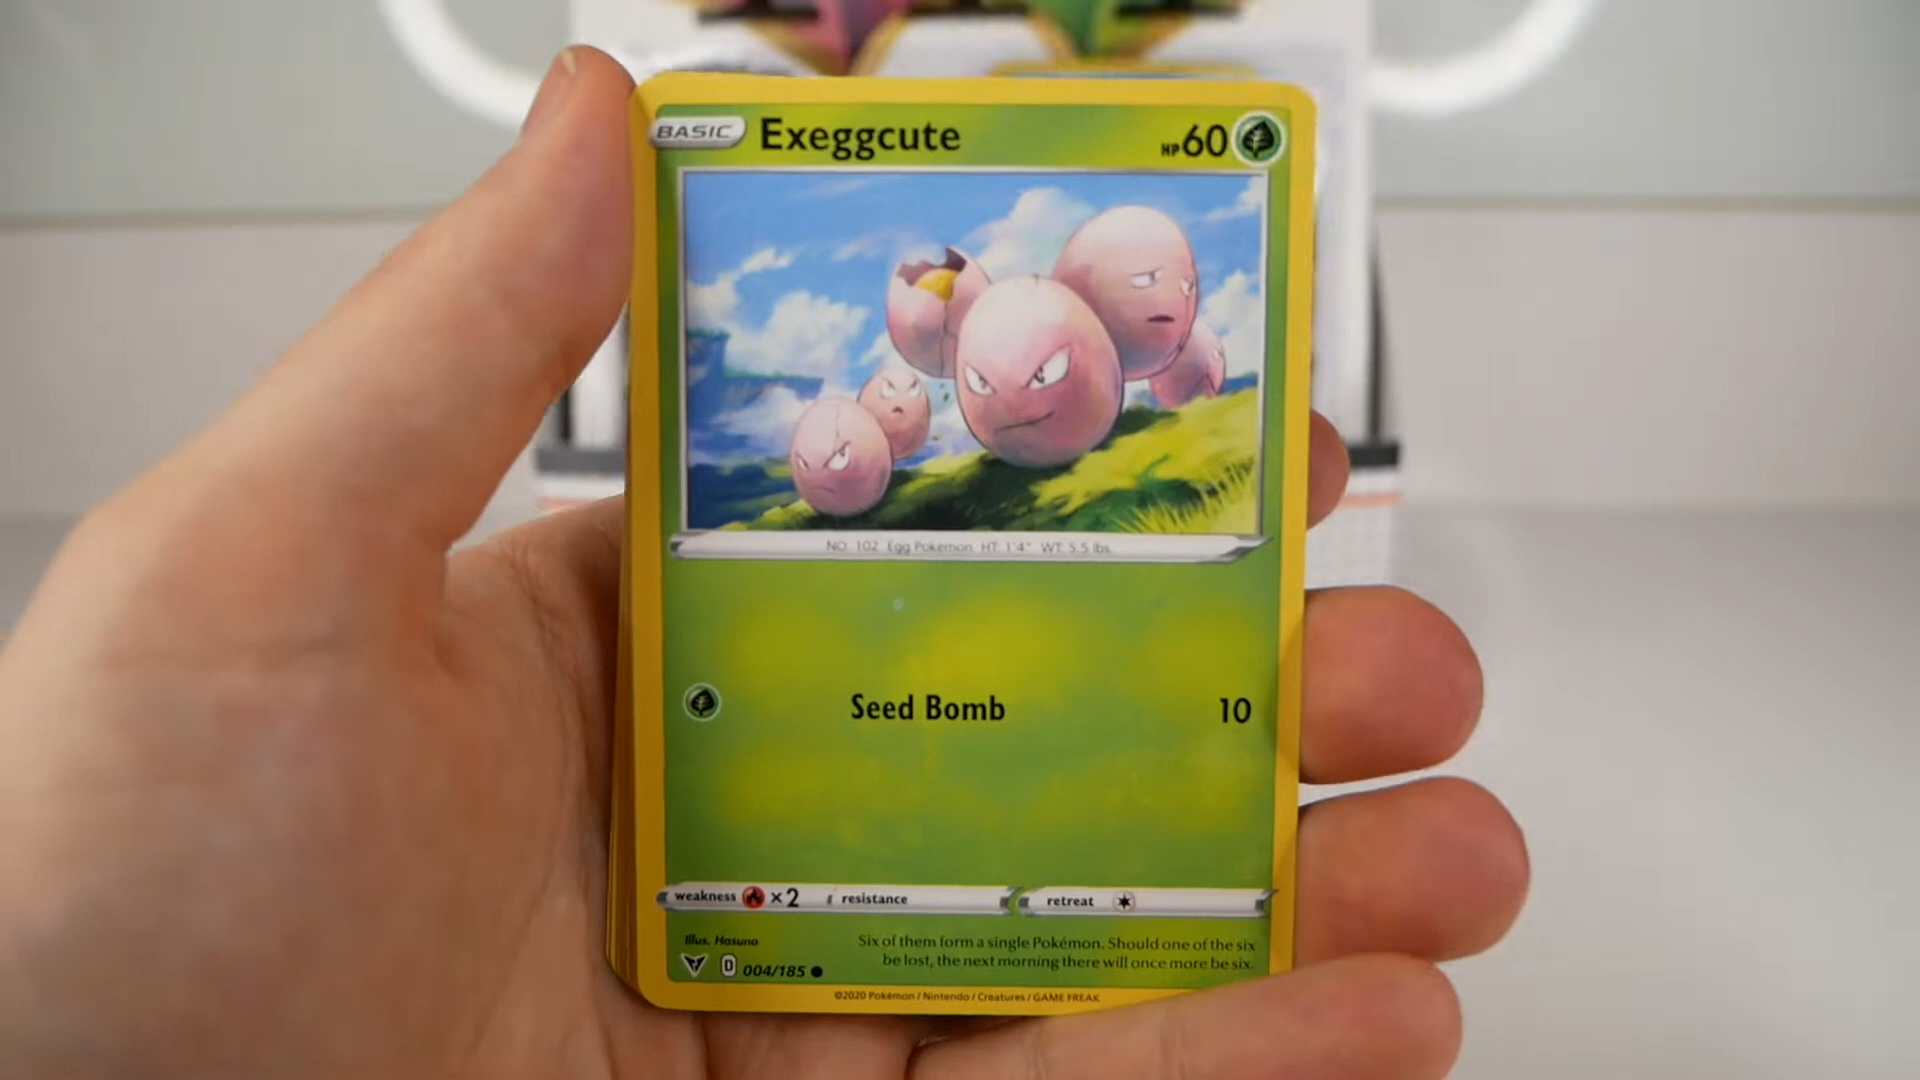 BASIC Exeggcute HP 60
NO. 102 Egg Pokémon HT: 1'4" WT: 5.5 lbs.
Seed Bomb 10
weakness ×2 resistance retreat
Illus. Hasuno
Six of them form a single Pokémon. Should one of the six
be lost, the next morning there will once more be six.
D 004/185
©2020 Pokémon / Nintendo / Creatures / GAME FREAK